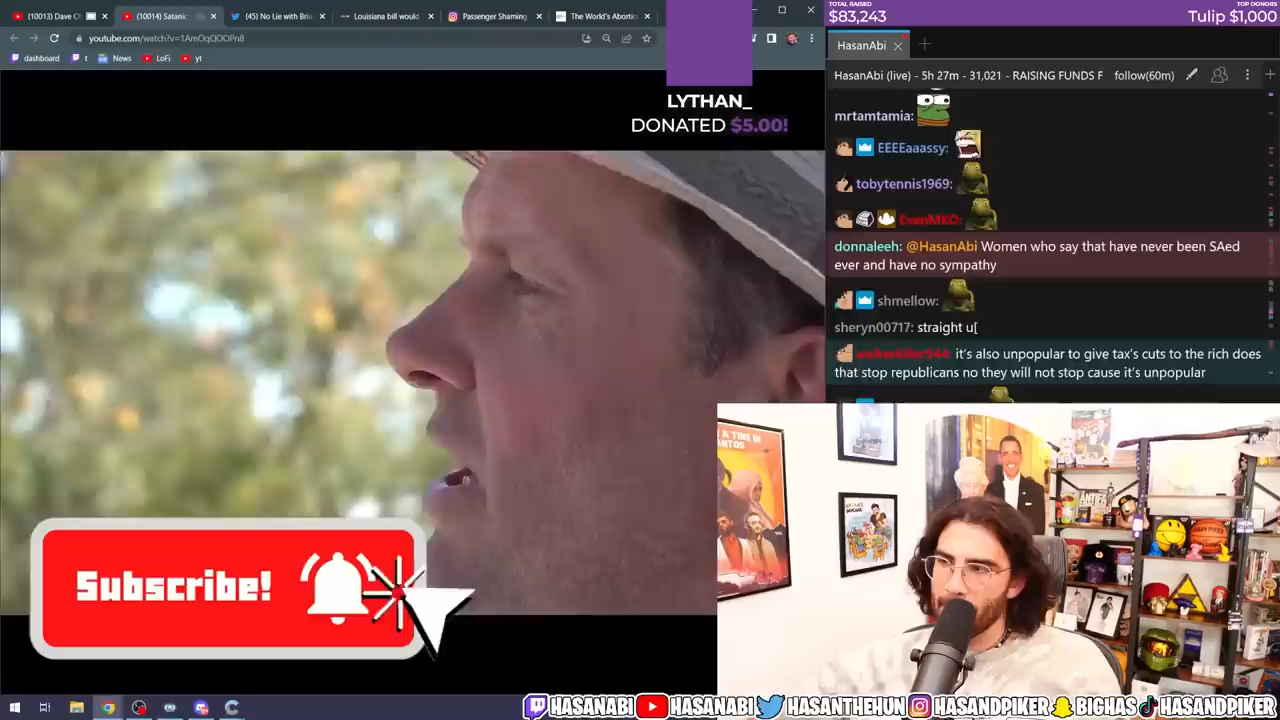 (10013) Dave Ch
(10014) Satanic
(45) No Lie with Bri
Louisiana bill would
Passenger Shaming
The World's Aborti
youtube.com/watch?v=1AmOqQDOPn8
dashboard
t
News
LoFi
yt
LYTHAN_
DONATED $5.00!
Subscribe!
TOTAL RAISED
$83,243
TOP DONORS
Tulip $1,000
HasanAbi
HasanAbi (live) - 5h 27m - 31,021 - RAISING FUNDS F
follow(60m)
mrtamtamia:
EEEEaaassy:
tobytennis1969:
EvanMKO:
donnaleeh: @HasanAbi Women who say that have never been SAed
ever and have no sympathy
shmellow:
sheryn00717: straight u[
it's also unpopular to give tax's cuts to the rich does
that stop republicans no they will not stop cause it's unpopular
ANTIFA
HASANABI
HASANABI
HASANTHEHUN
HASANDPIKER
BIGHAS
HASANDPIKER